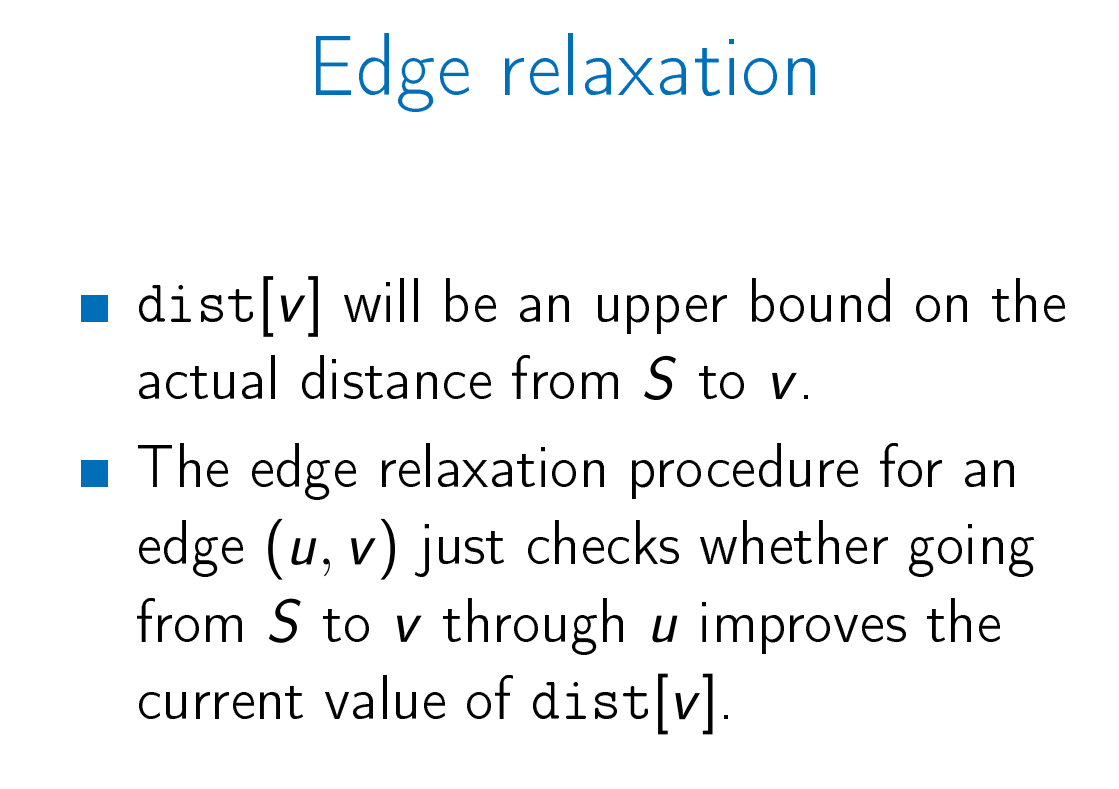 Edge relaxation
dist[v] will be an upper bound on the
actual distance from S to v.
The edge relaxation procedure for an
edge (u, v) just checks whether going
from S to v through u improves the
current value of dist[v].